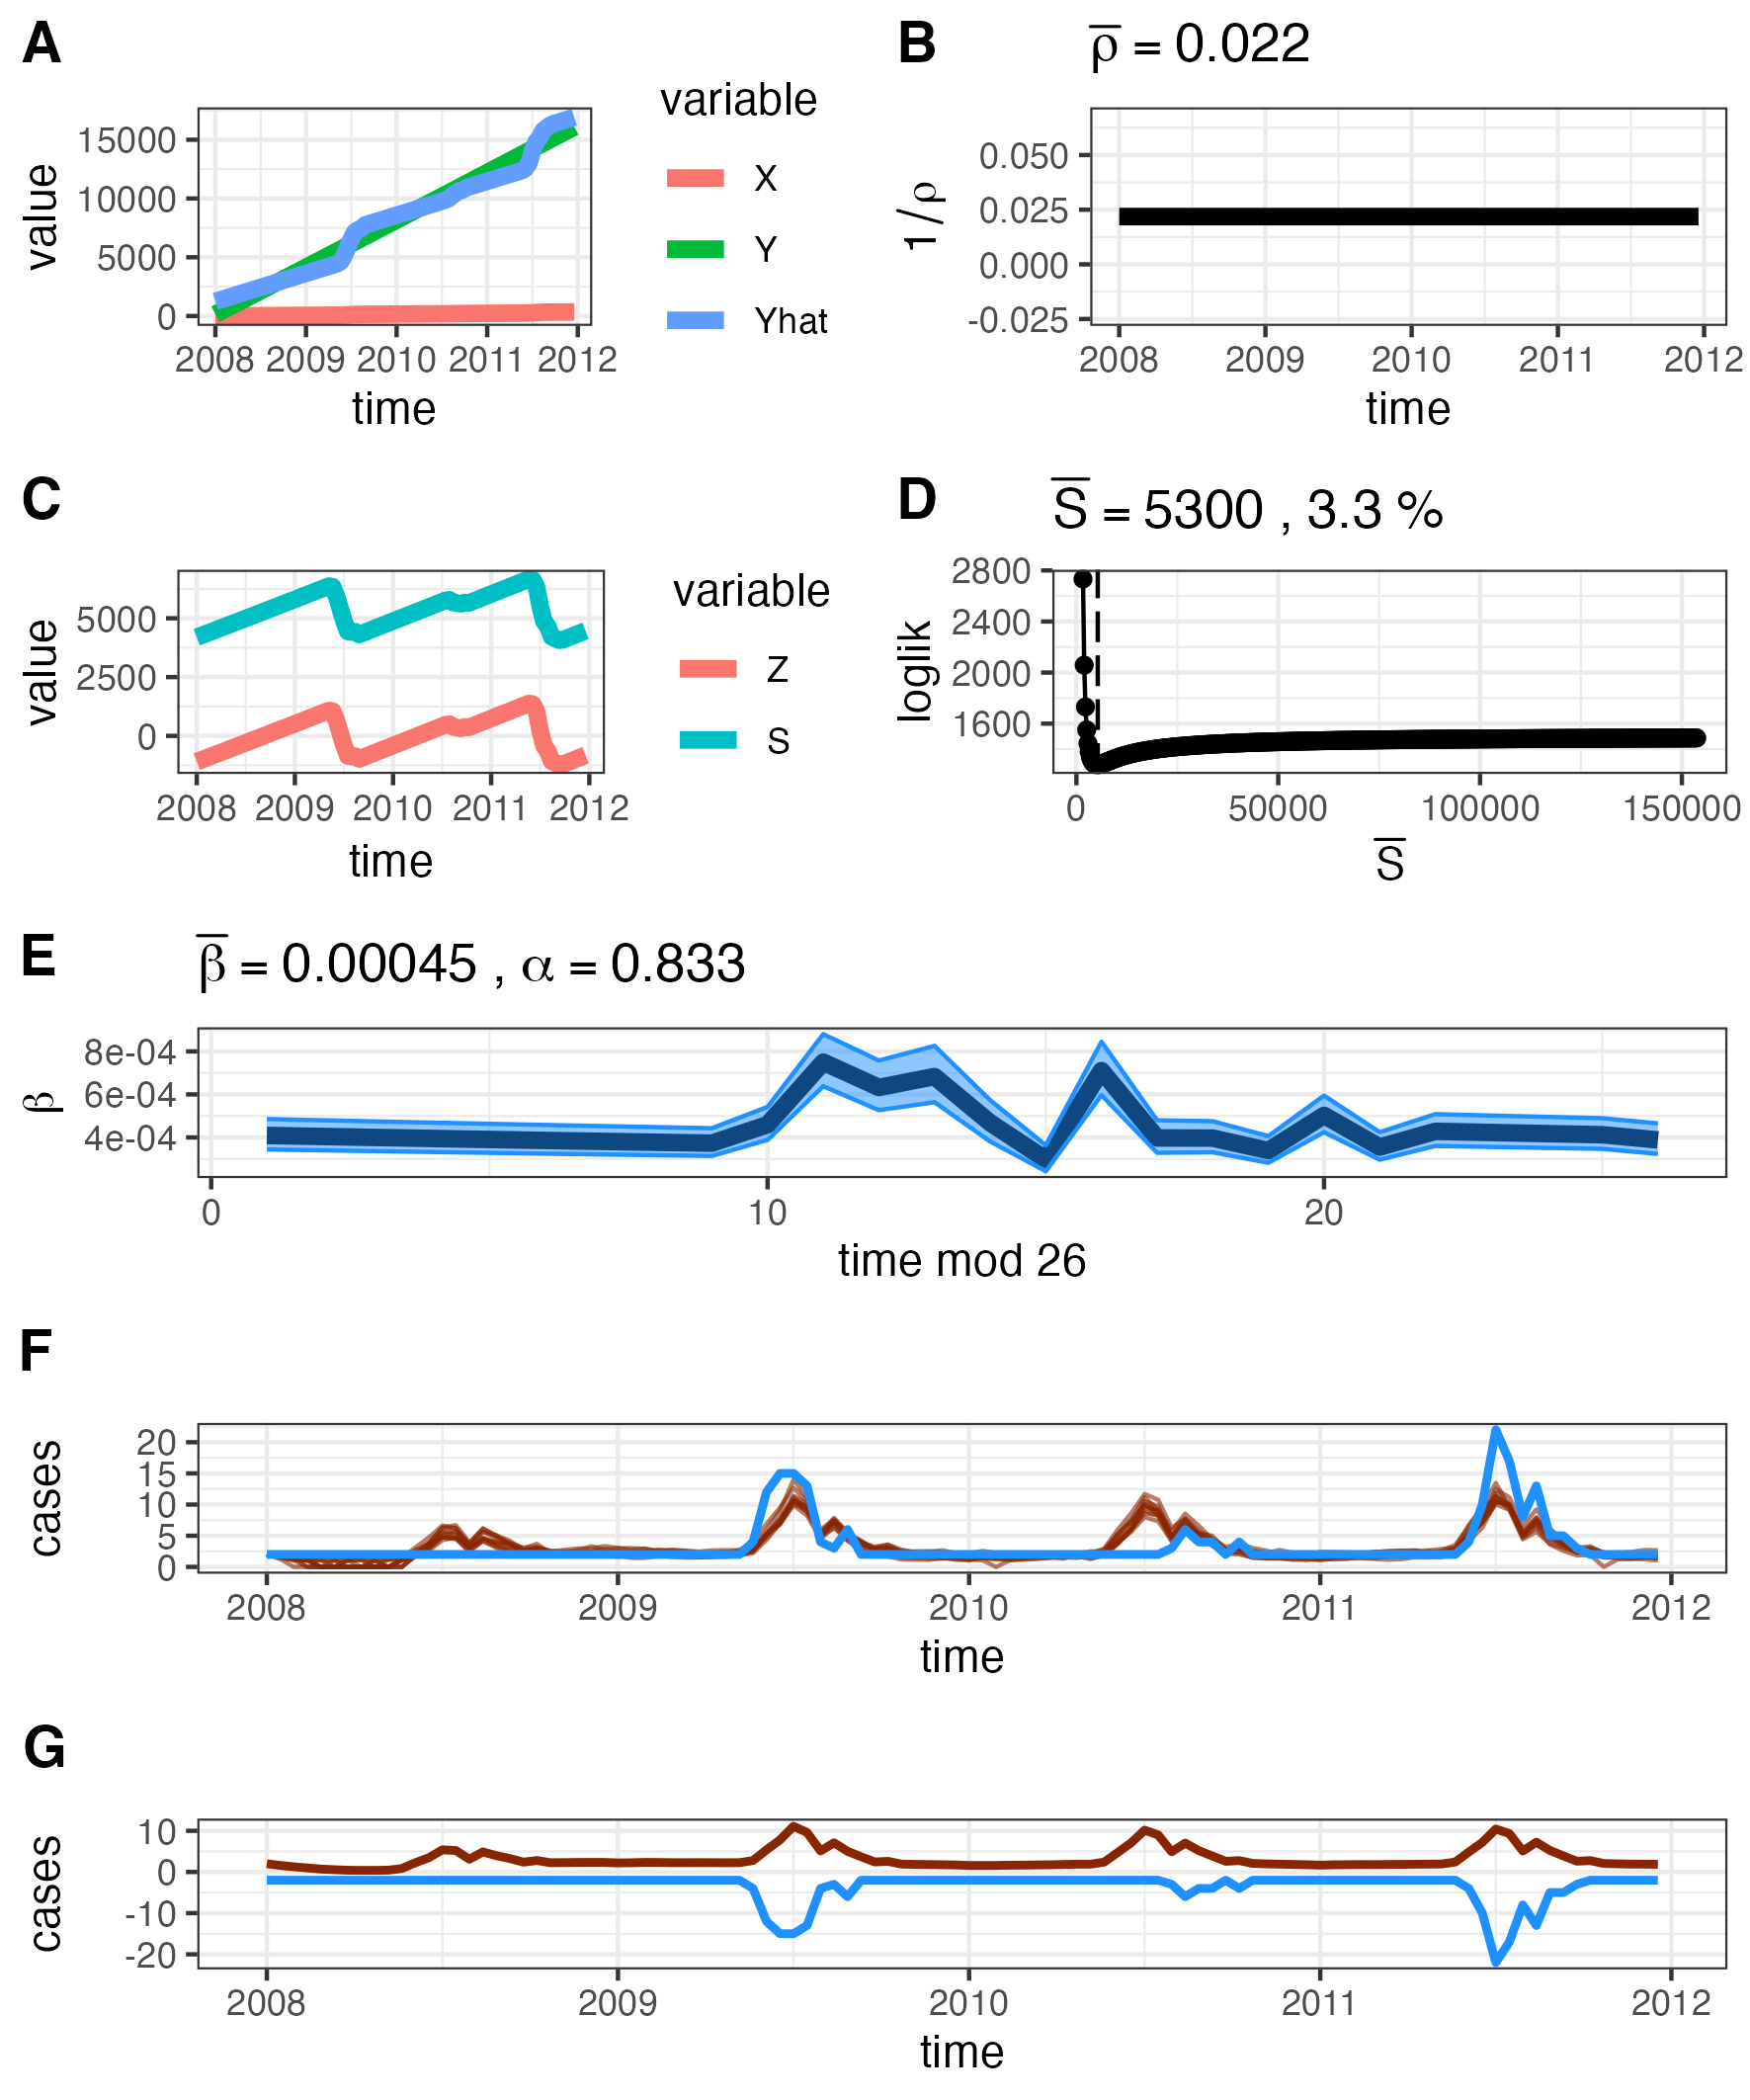 A
variable
X
Y
Yhat
value
15000
10000
5000
0
2008 2009 2010 2011 2012
time
B
ρ̅ = 0.022
1/ρ
0.050
0.025
0.000
-0.025
2008 2009 2010 2011 2012
time
C
variable
Z
S
value
5000
2500
0
2008 2009 2010 2011 2012
time
D
S̅ = 5300 , 3.3 %
loglik
2800
2400
2000
1600
0 50000 100000 150000
S̅
E
β̅ = 0.00045 , α = 0.833
β
8e-04
6e-04
4e-04
0 10 20
time mod 26
F
cases
20
15
10
5
0
2008 2009 2010 2011 2012
time
G
cases
10
0
-10
-20
2008 2009 2010 2011 2012
time